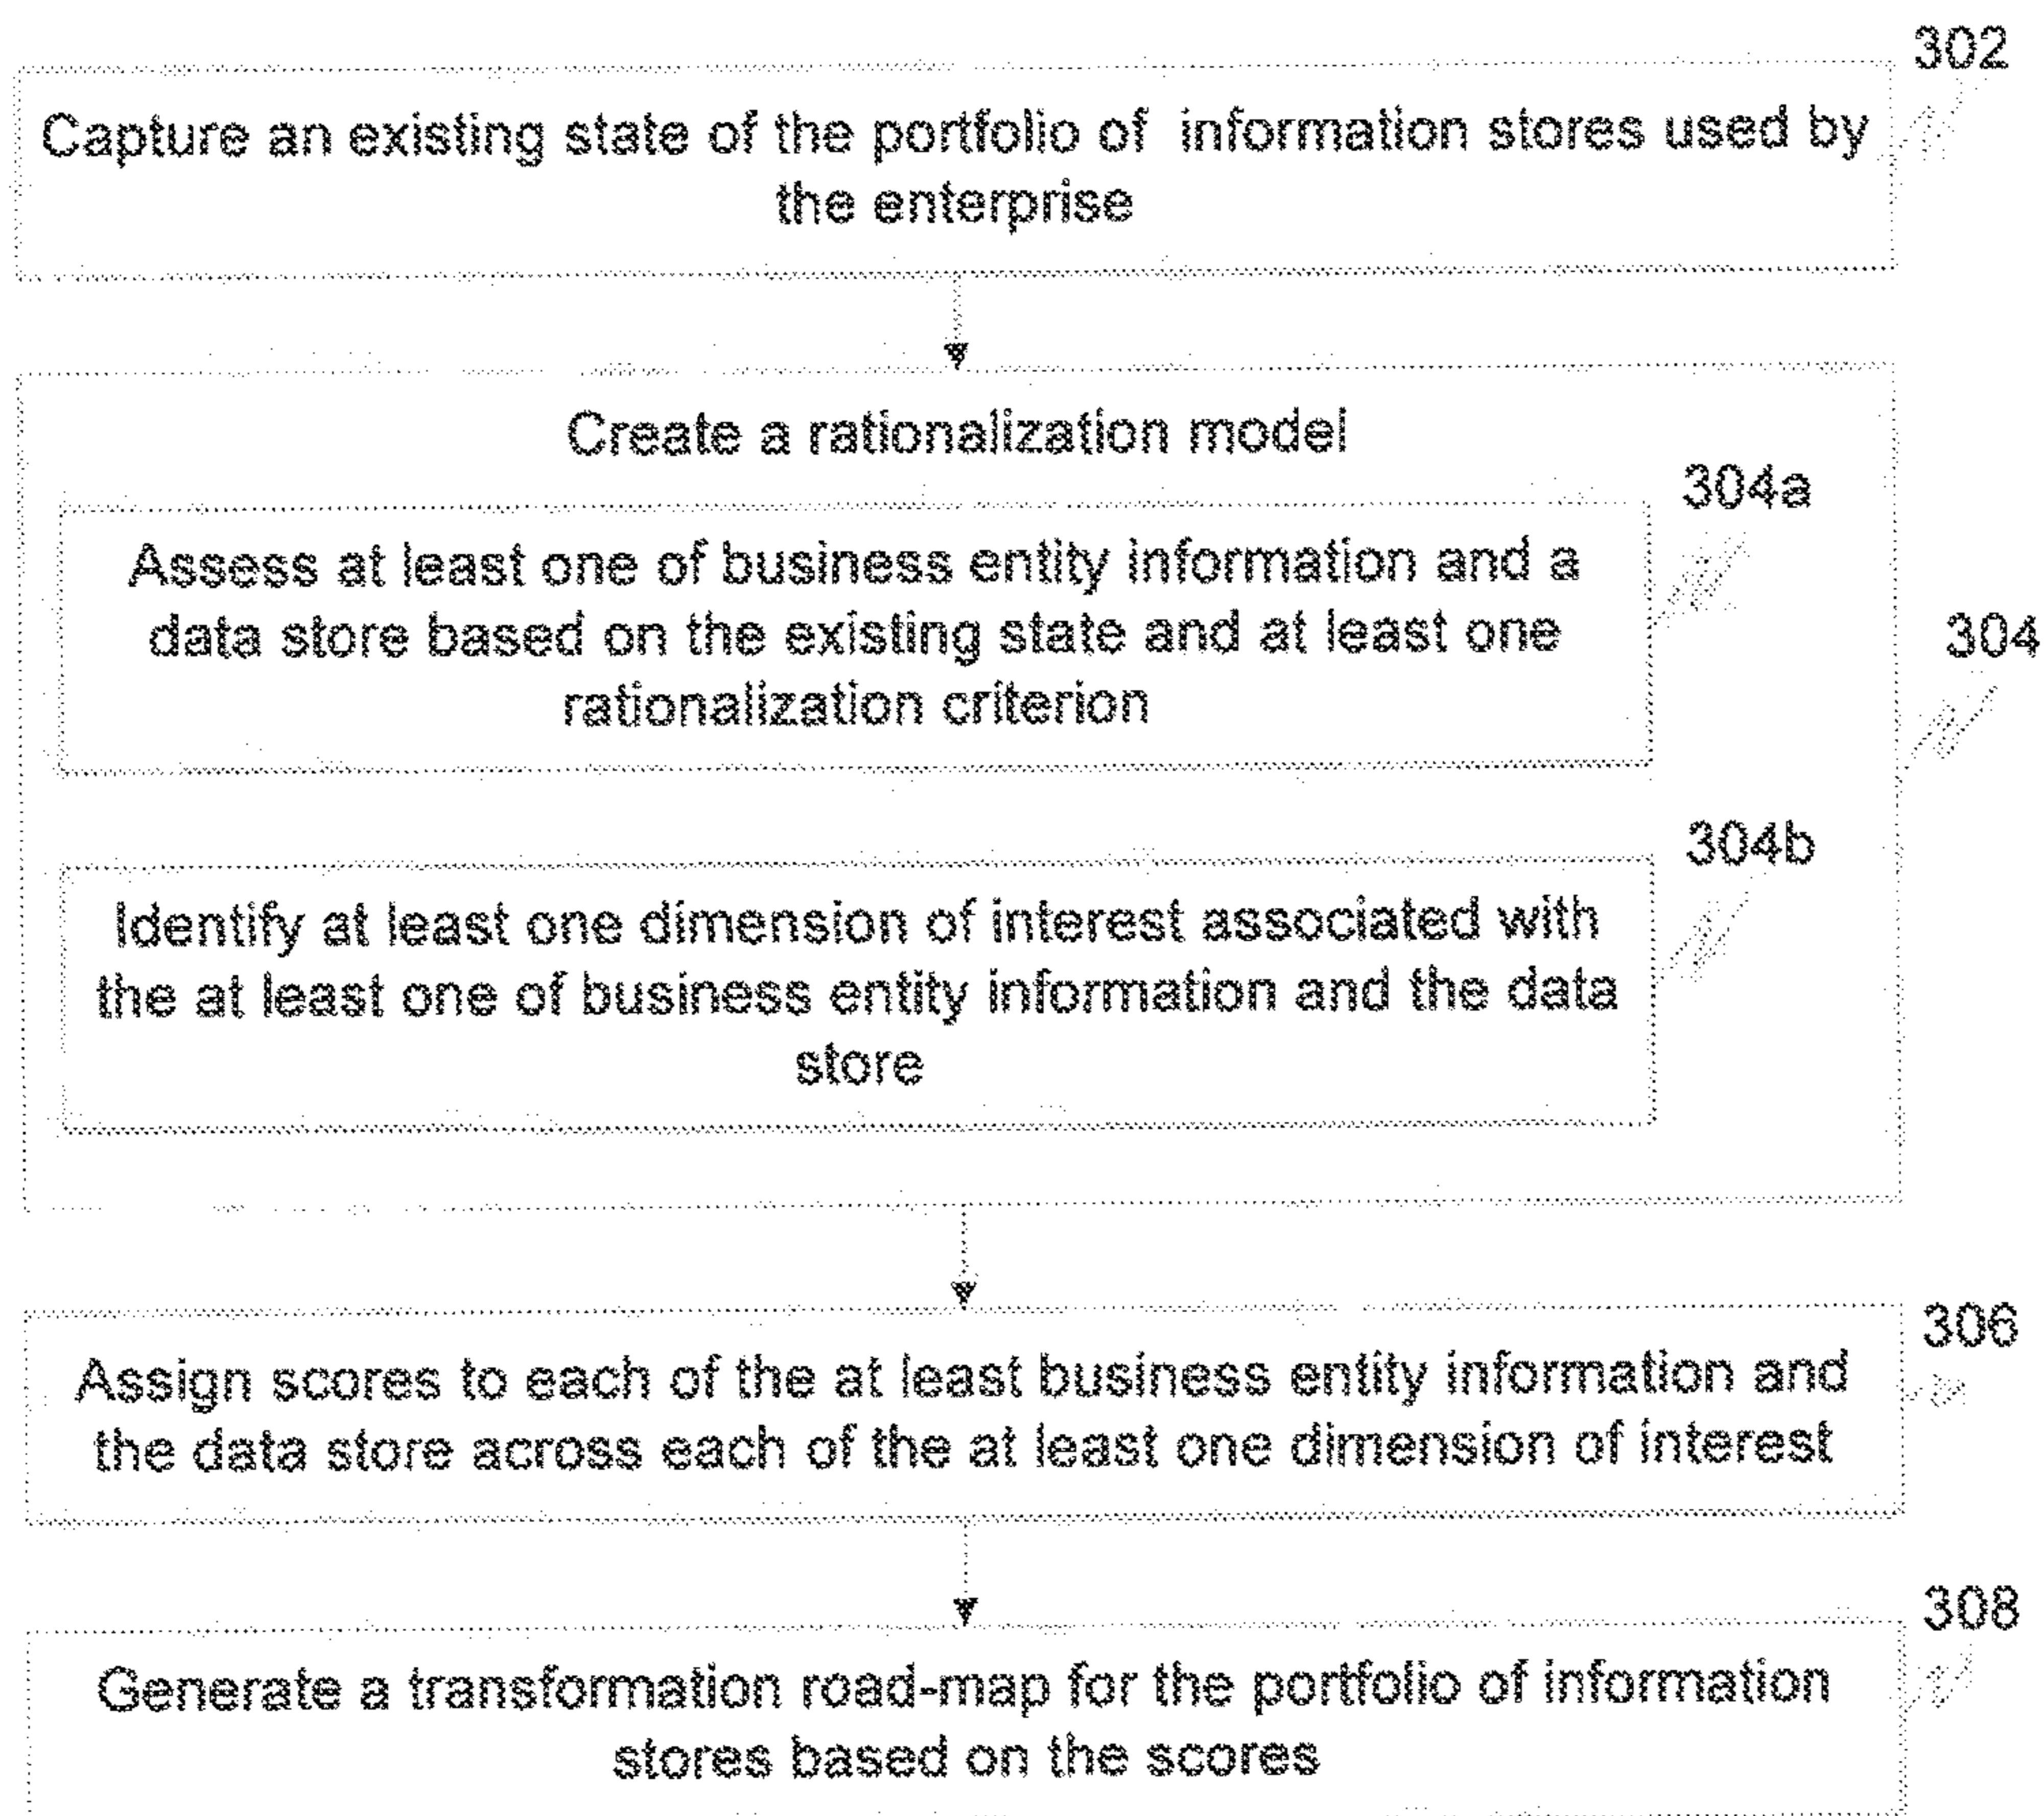 302
Capture an existing state of the portfolio of information stores used by
the enterprise
Create a rationalization model
304a
Assess at least one of business entity information and a
data store based on the existing state and at least one
rationalization criterion
304
304b
Identify at least one dimension of interest associated with
the at least one of business entity information and the data
store
306
Assign scores to each of the at least business entity information and
the data store across each of the at least one dimension of interest
308
Generate a transformation road-map for the portfolio of information
stores based on the scores